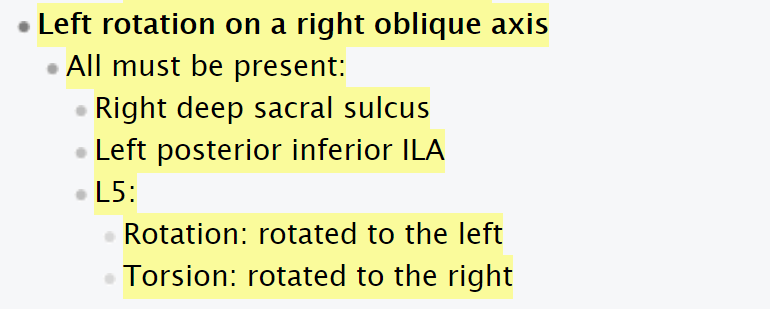 Left rotation on a right oblique axis
All must be present:
Right deep sacral sulcus
Left posterior inferior ILA
L5:
Rotation: rotated to the left
Torsion: rotated to the right